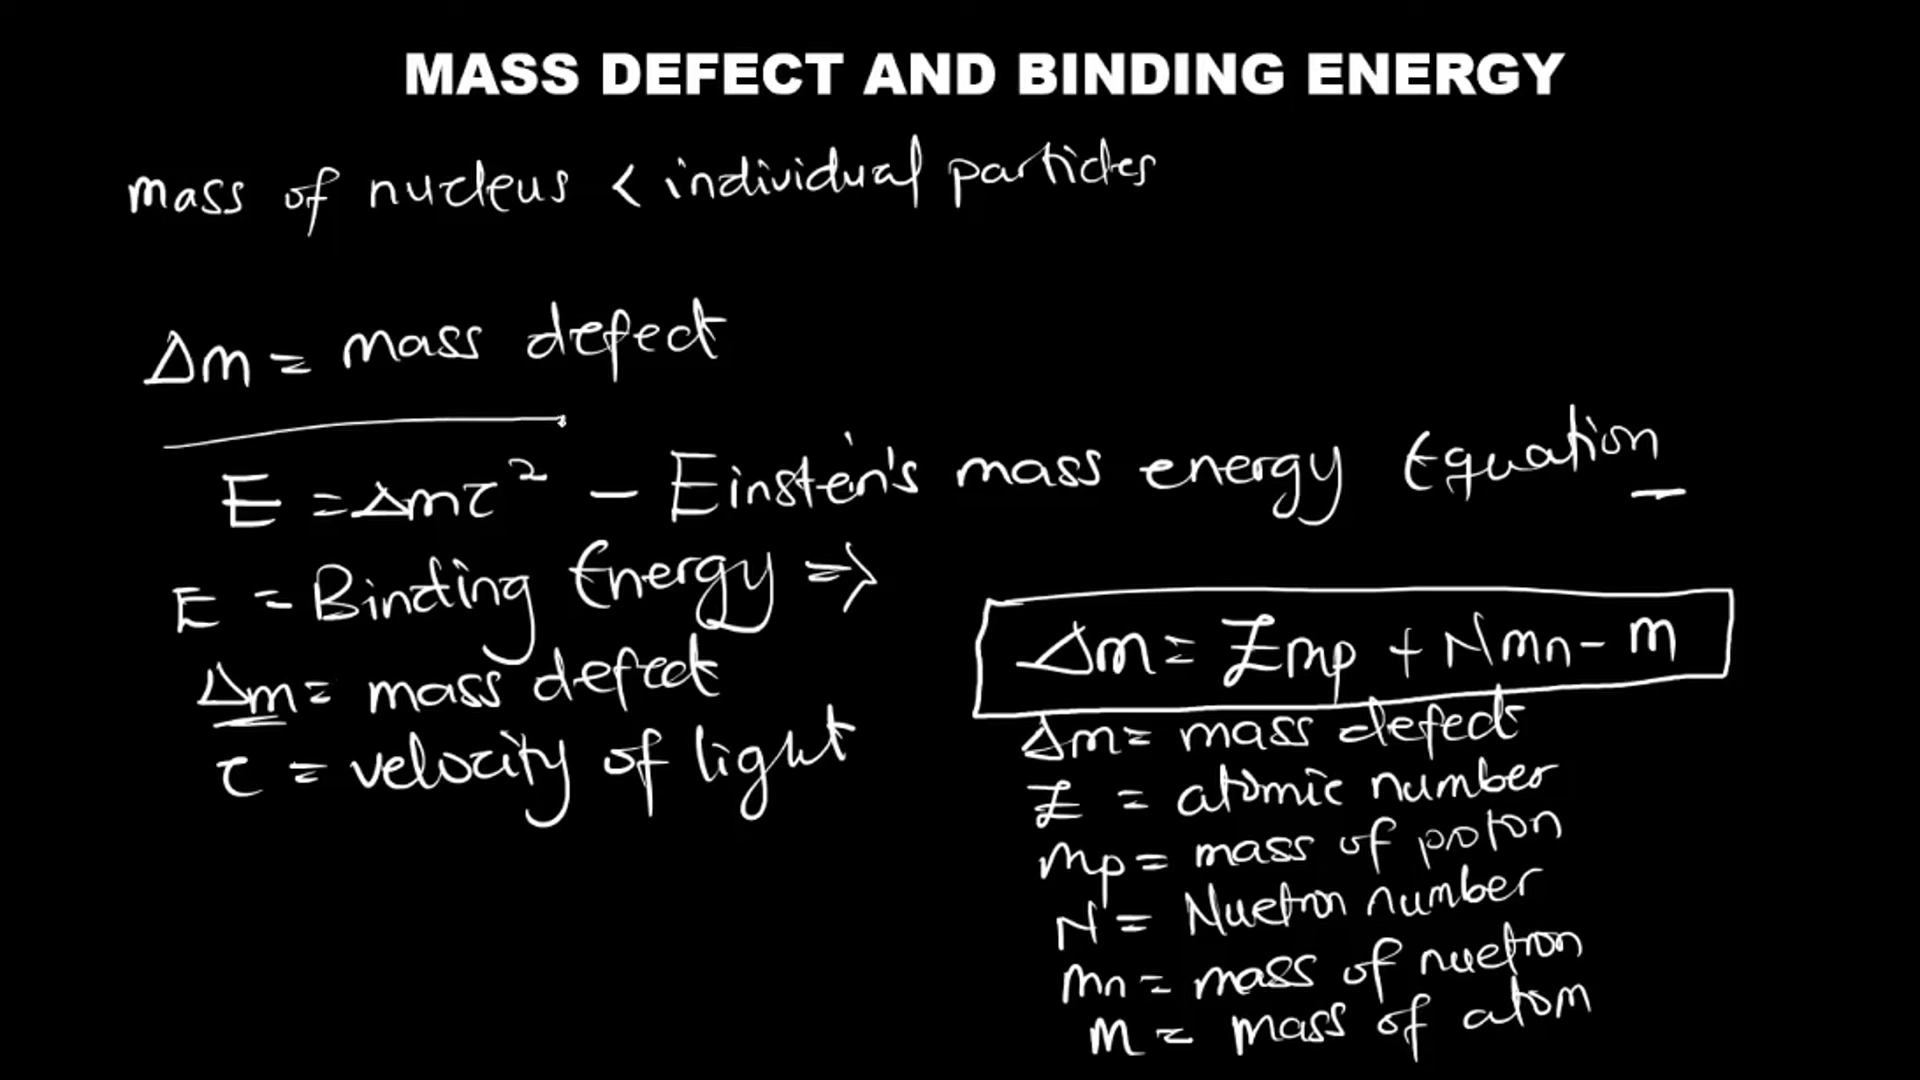 MASS DEFECT AND BINDING ENERGY
mass of nucleus < individual particles
Δm = mass defect
E = Δmc² – Einstein's mass energy Equation
E = Binding Energy ⇒
Δm = mass defect
c = velocity of light
Δm = Zmp + Nmn - m
Δm = mass defect
Z = atomic number
mp = mass of proton
N = Nuetron number
mn = mass of nuetron
m = mass of atom